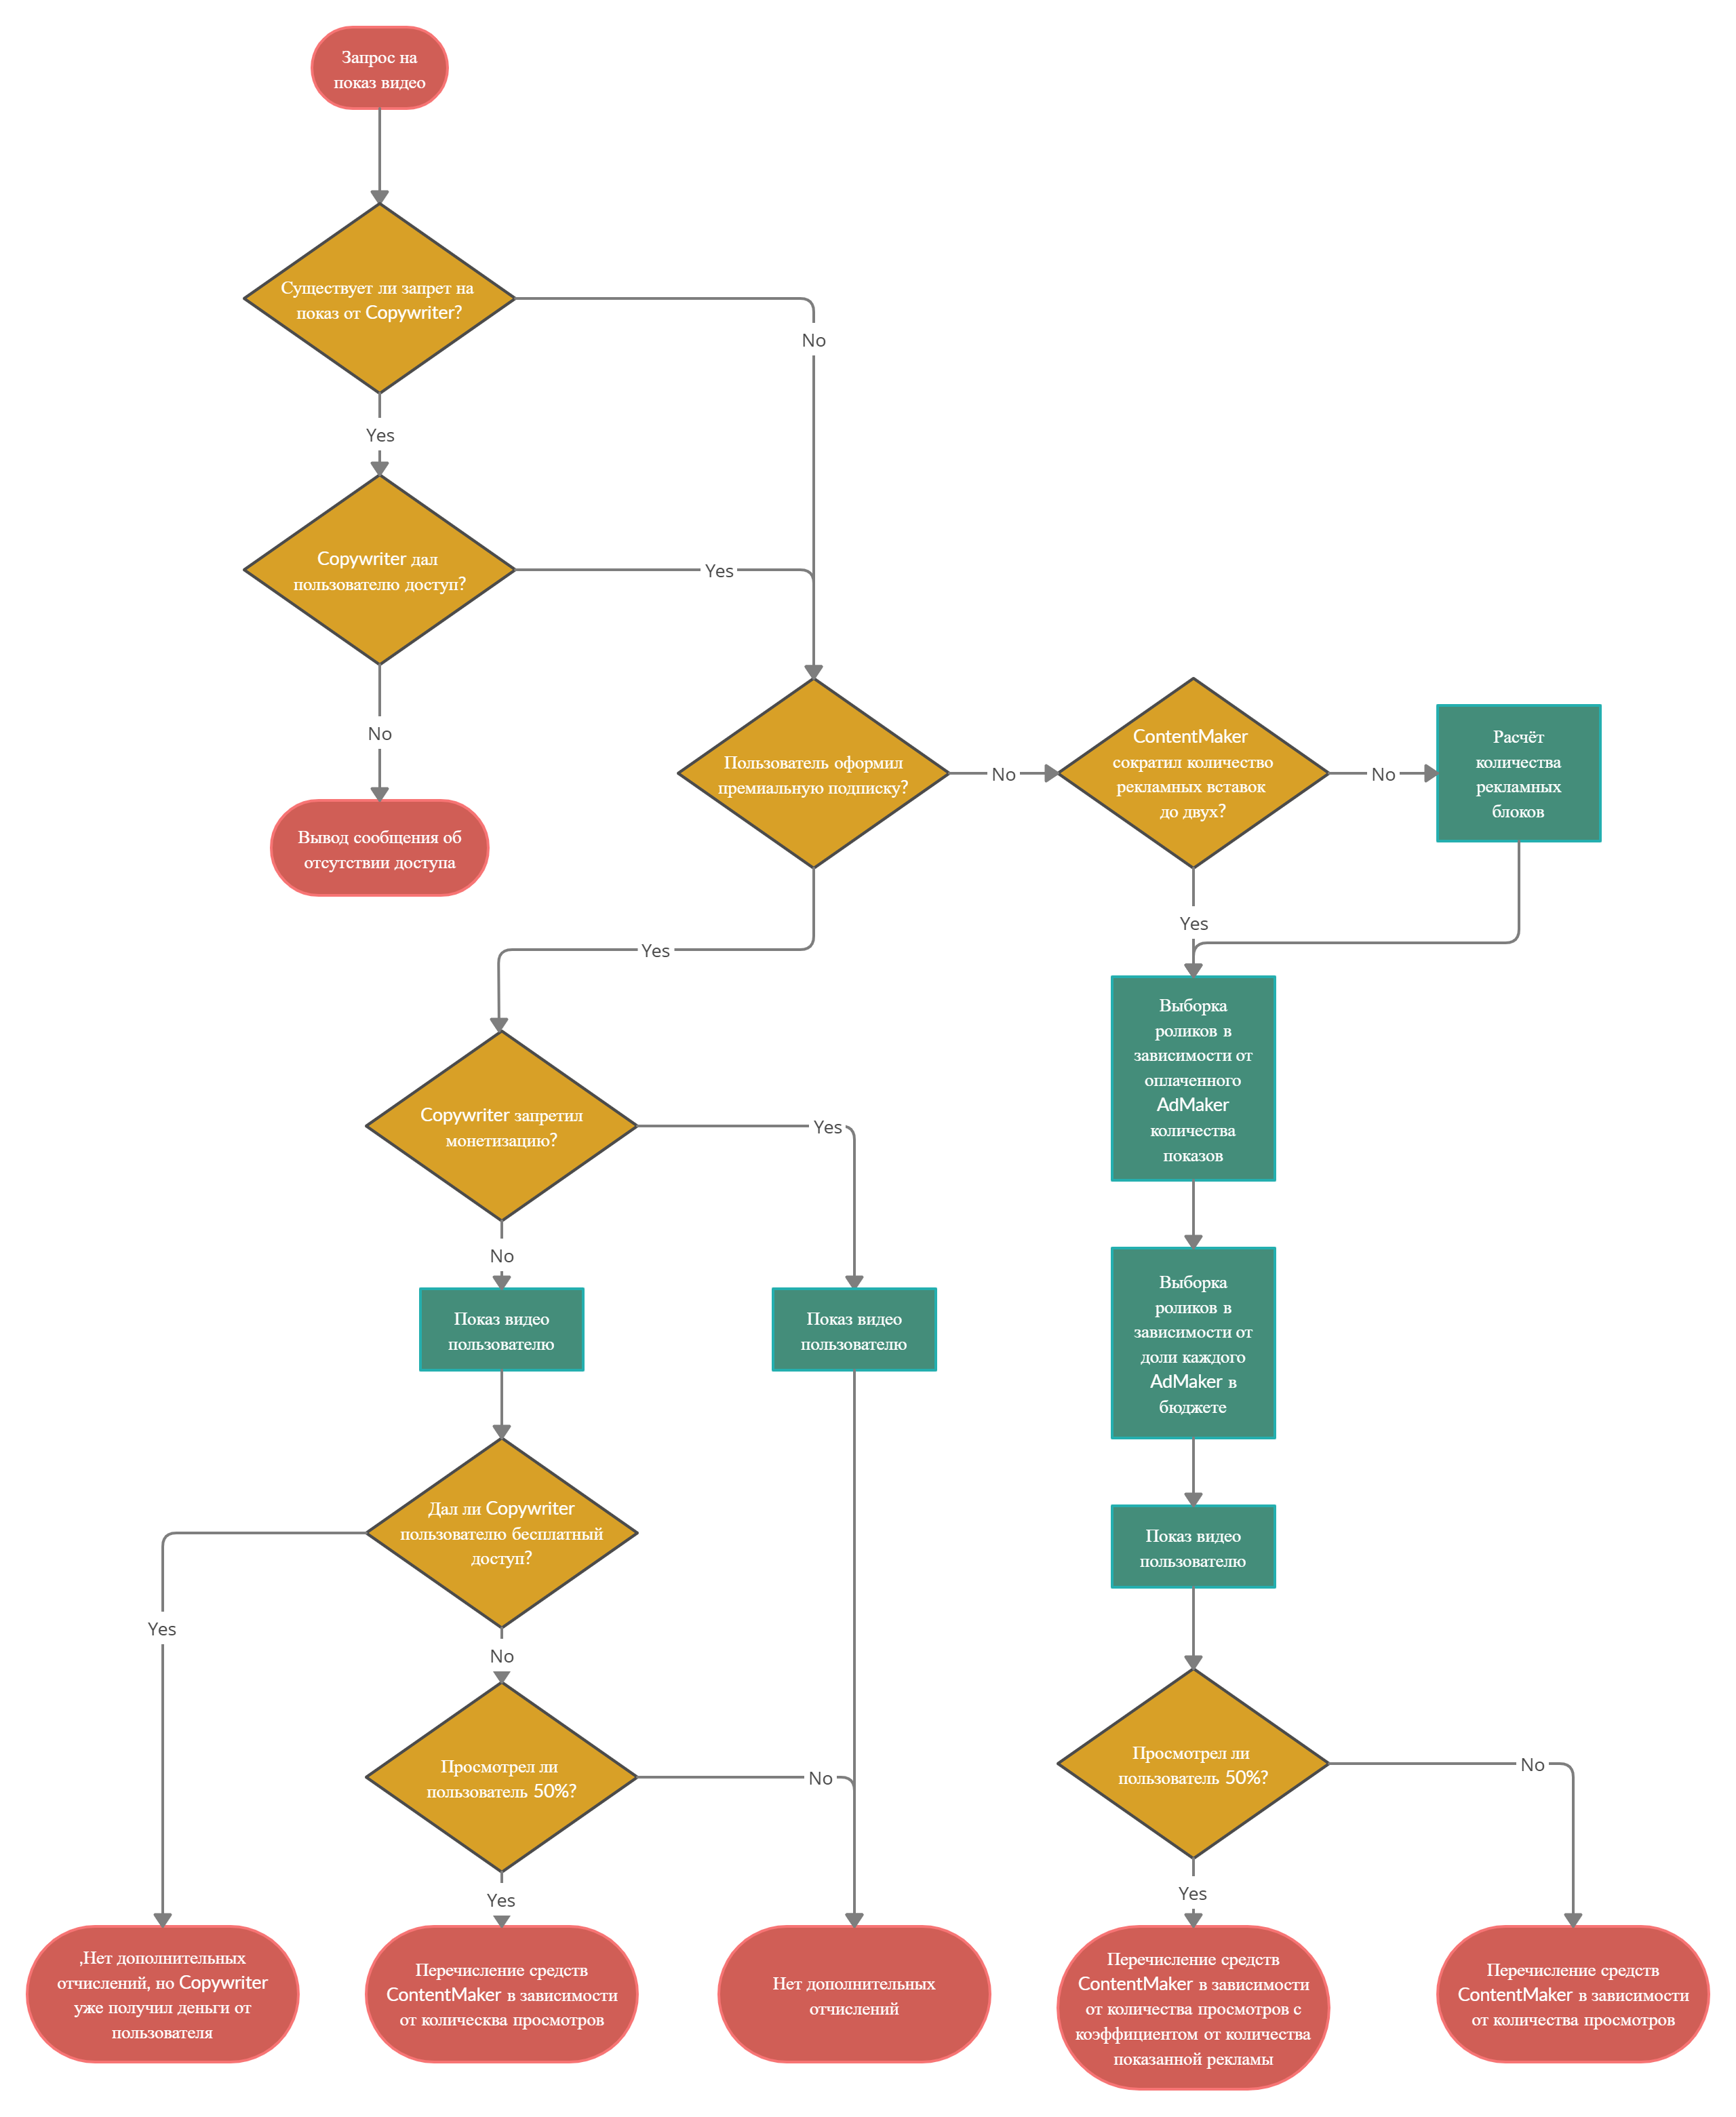 Запрос на
показ видео
Существует ли запрет на
показ от Copywriter?
No
Yes
Copywriter дал
пользователю доступ?
Yes
No
Вывод сообщения об
отсутствии доступа
Пользователь оформил
премиальную подписку?
No
ContentMaker
сократил количество
рекламных вставок
до двух?
No
Расчёт
количества
рекламных
блоков
Yes
Yes
Выборка
роликов в
зависимости от
оплаченного
AdMaker
количества
показов
Copywriter запретил
монетизацию?
Yes
No
Показ видео
пользователю
Показ видео
пользователю
Выборка
роликов в
зависимости от
доли каждого
AdMaker в
бюджете
Дал ли Copywriter
пользователю бесплатный
доступ?
Показ видео
пользователю
Yes
No
Просмотрел ли
пользователь 50%?
No
Просмотрел ли
пользователь 50%?
No
Yes
Yes
,Нет дополнительных
отчислений, но Copywriter
уже получил деньги от
пользователя
Перечисление средств
ContentMaker в зависимости
от колическва просмотров
Нет дополнительных
отчислений
Перечисление средств
ContentMaker в зависимости
от количества просмотров с
коэффициентом от количества
показанной рекламы
Перечисление средств
ContentMaker в зависимости
от количества просмотров